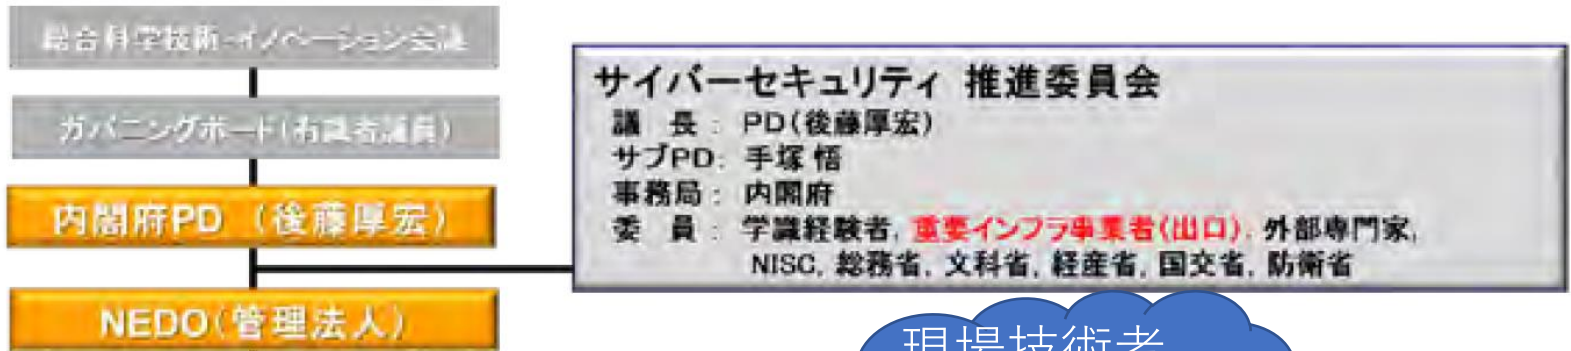 総合科学技術・イノベーション会議
ガバニングボード(有識者議員)
内閣府PD (後藤厚宏)
NEDO(管理法人)
サイバーセキュリティ 推進委員会
議 長 : PD(後藤厚宏)
サブPD: 手塚 悟
事務局 : 内閣府
委 員 : 学識経験者, 重要インフラ事業者(出口), 外部専門家,
NISC, 総務省, 文科省, 経産省, 国交省, 防衛省
現場技術者